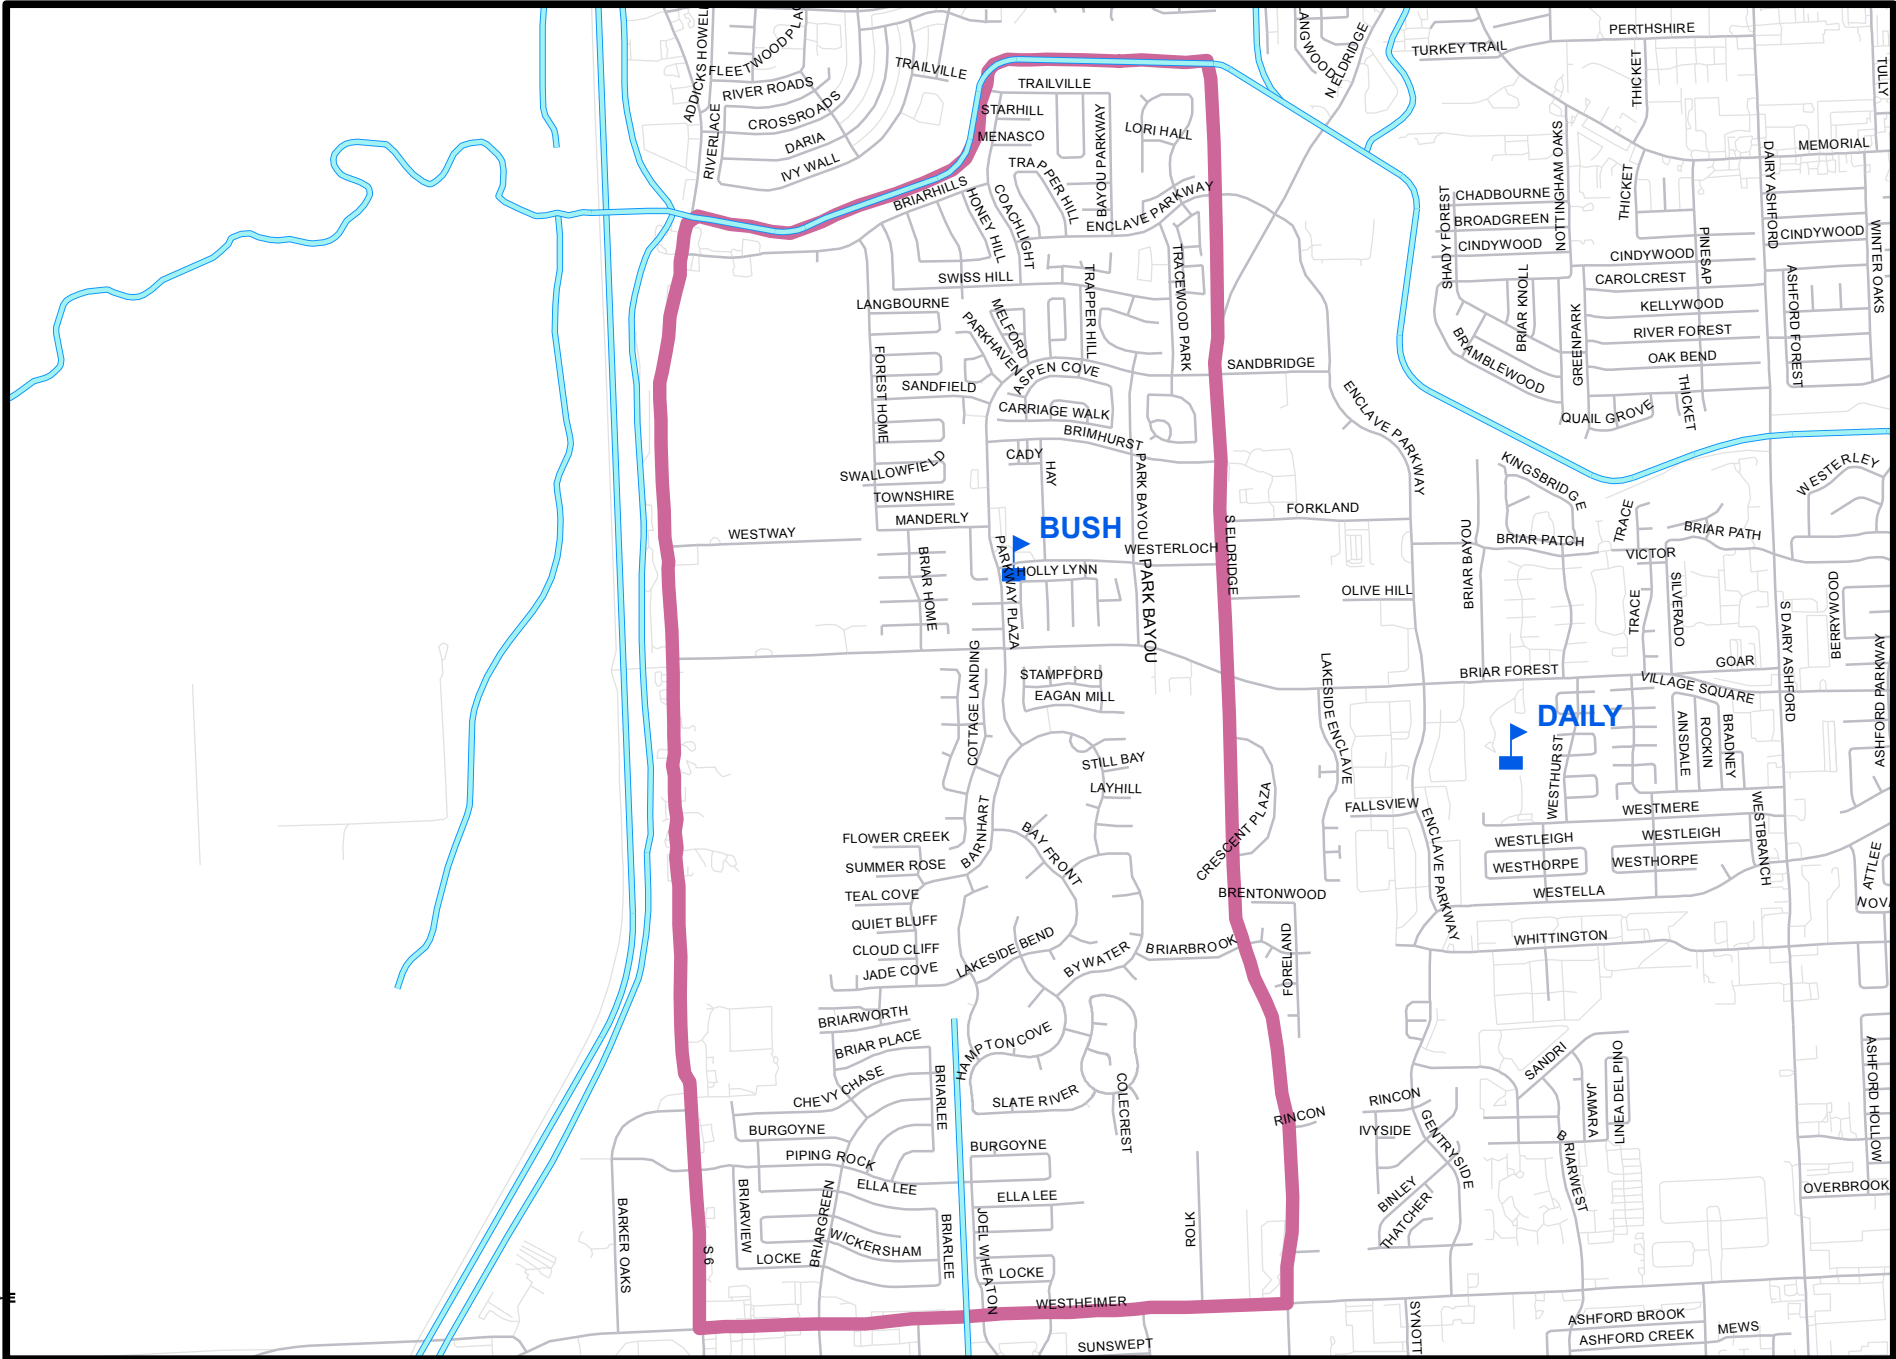 ADDICKS HOWELL
FLEETWOOD PLAC
RIVER ROADS
CROSSROADS
DARIA
IVY WALL
RIVERLACE
TRAILVILLE
TRAILVILLE
STARHILL
MENASCO
TRAPPER HILL
BAYOU PARKWAY
LORI HALL
ANGWOOD
N ELDRIDGE
TURKEY TRAIL
PERTHSHIRE
THICKET
TULLY
MEMORIAL
DAIRY ASHFORD
NOTTINGHAM OAKS
THICKET
CHADBOURNE
BROADGREEN
CINDYWOOD
SHADY FOREST
CINDYWOOD
PINESAP
CINDYWOOD
WINTER OAKS
CAROLCREST
ASHFORD FOREST
KELLYWOOD
RIVER FOREST
OAK BEND
BRIAR KNOLL
GREENPARK
BRAMBLEWOOD
THICKET
QUAIL GROVE
BRIARHILLS
HONEY HILL
COACHLIGHT
ENCLAVE PARKWAY
SWISS HILL
TRAPPER HILL
TRACEWOOD PARK
LANGBOURNE
MELFORD
PARKHAVEN
FOREST HOME
SANDFIELD
ASPEN COVE
SANDBRIDGE
ENCLAVE PARKWAY
CARRIAGE WALK
BRIMHURST
CADY
HAY
SWALLOWFIELD
TOWNSHIRE
MANDERLY
PARK BAYOU
KINGSBRIDGE
WESTERLEY
FORKLAND
S ELDRIDGE
WESTWAY
BUSH
WESTERLOCH
HOLLY LYNN
PARKWAY PLAZA
BRIAR HOME
PARK BAYOU
BRIAR BAYOU
BRIAR PATCH
TRACE
BRIAR PATH
VICTOR
OLIVE HILL
TRACE
SILVERADO
BERRYWOOD
S DAIRY ASHFORD
ASHFORD PARKWAY
GOAR
BRIAR FOREST
VILLAGE SQUARE
LAKESIDE ENCLAVE
COTTAGE LANDING
STAMPFORD
EAGAN MILL
DAILY
AINSDALE
ROCKIN
BRADNEY
WESTHURST
STILL BAY
LAYHILL
CRESCENT PLAZA
FALLSVIEW
ENCLAVE PARKWAY
WESTMERE
WESTBRANCH
WESTLEIGH
WESTLEIGH
WESTHORPE
WESTHORPE
WESTELLA
ATTLEE
NOV
FLOWER CREEK
BARNHART
BAY FRONT
SUMMER ROSE
TEAL COVE
QUIET BLUFF
CLOUD CLIFF
JADE COVE
LAKESIDE BEND
BYWATER
BRIARBROOK
BRENTONWOOD
FORELAND
WHITTINGTON
BRIARWORTH
BRIAR PLACE
HAMPTON COVE
CHEVY CHASE
BRIARLEE
SLATE RIVER
COLECREST
BURGOYNE
BURGOYNE
PIPING ROCK
ELLA LEE
ELLA LEE
RINCON
RINCON
IVYSIDE
GENTRYSIDE
SANDRI
JAMARA
LINEA DEL PINO
BRIARWEST
BINLEY
THATCHER
ASHFORD HOLLOW
OVERBROOK
BARKER OAKS
S 6
BRIARVIEW
BRIARGREEN
LOCKE
WICKERSHAM
BRIARLEE
JOEL WHEATON
LOCKE
ROLK
WESTHEIMER
SUNSWEPT
SYNOTT
ASHFORD BROOK
ASHFORD CREEK
MEWS